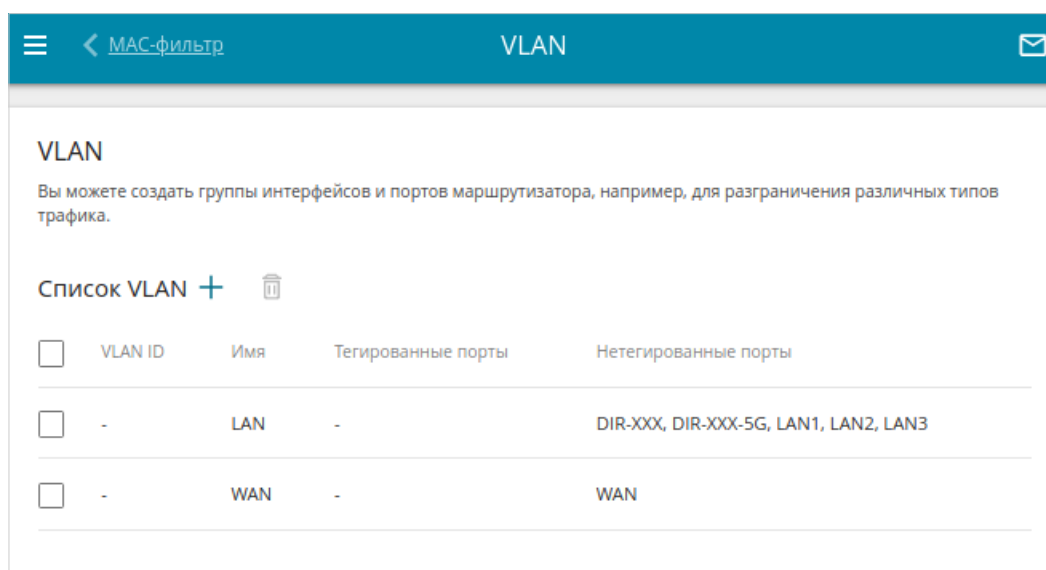 МАС-фильтр
VLAN
VLAN
Вы можете создать группы интерфейсов и портов маршрутизатора, например, для разграничения различных типов
трафика.
Список VLAN
VLAN ID Имя Тегированные порты Нетегированные порты
- LAN - DIR-XXX, DIR-XXX-5G, LAN1, LAN2, LAN3
- WAN - WAN